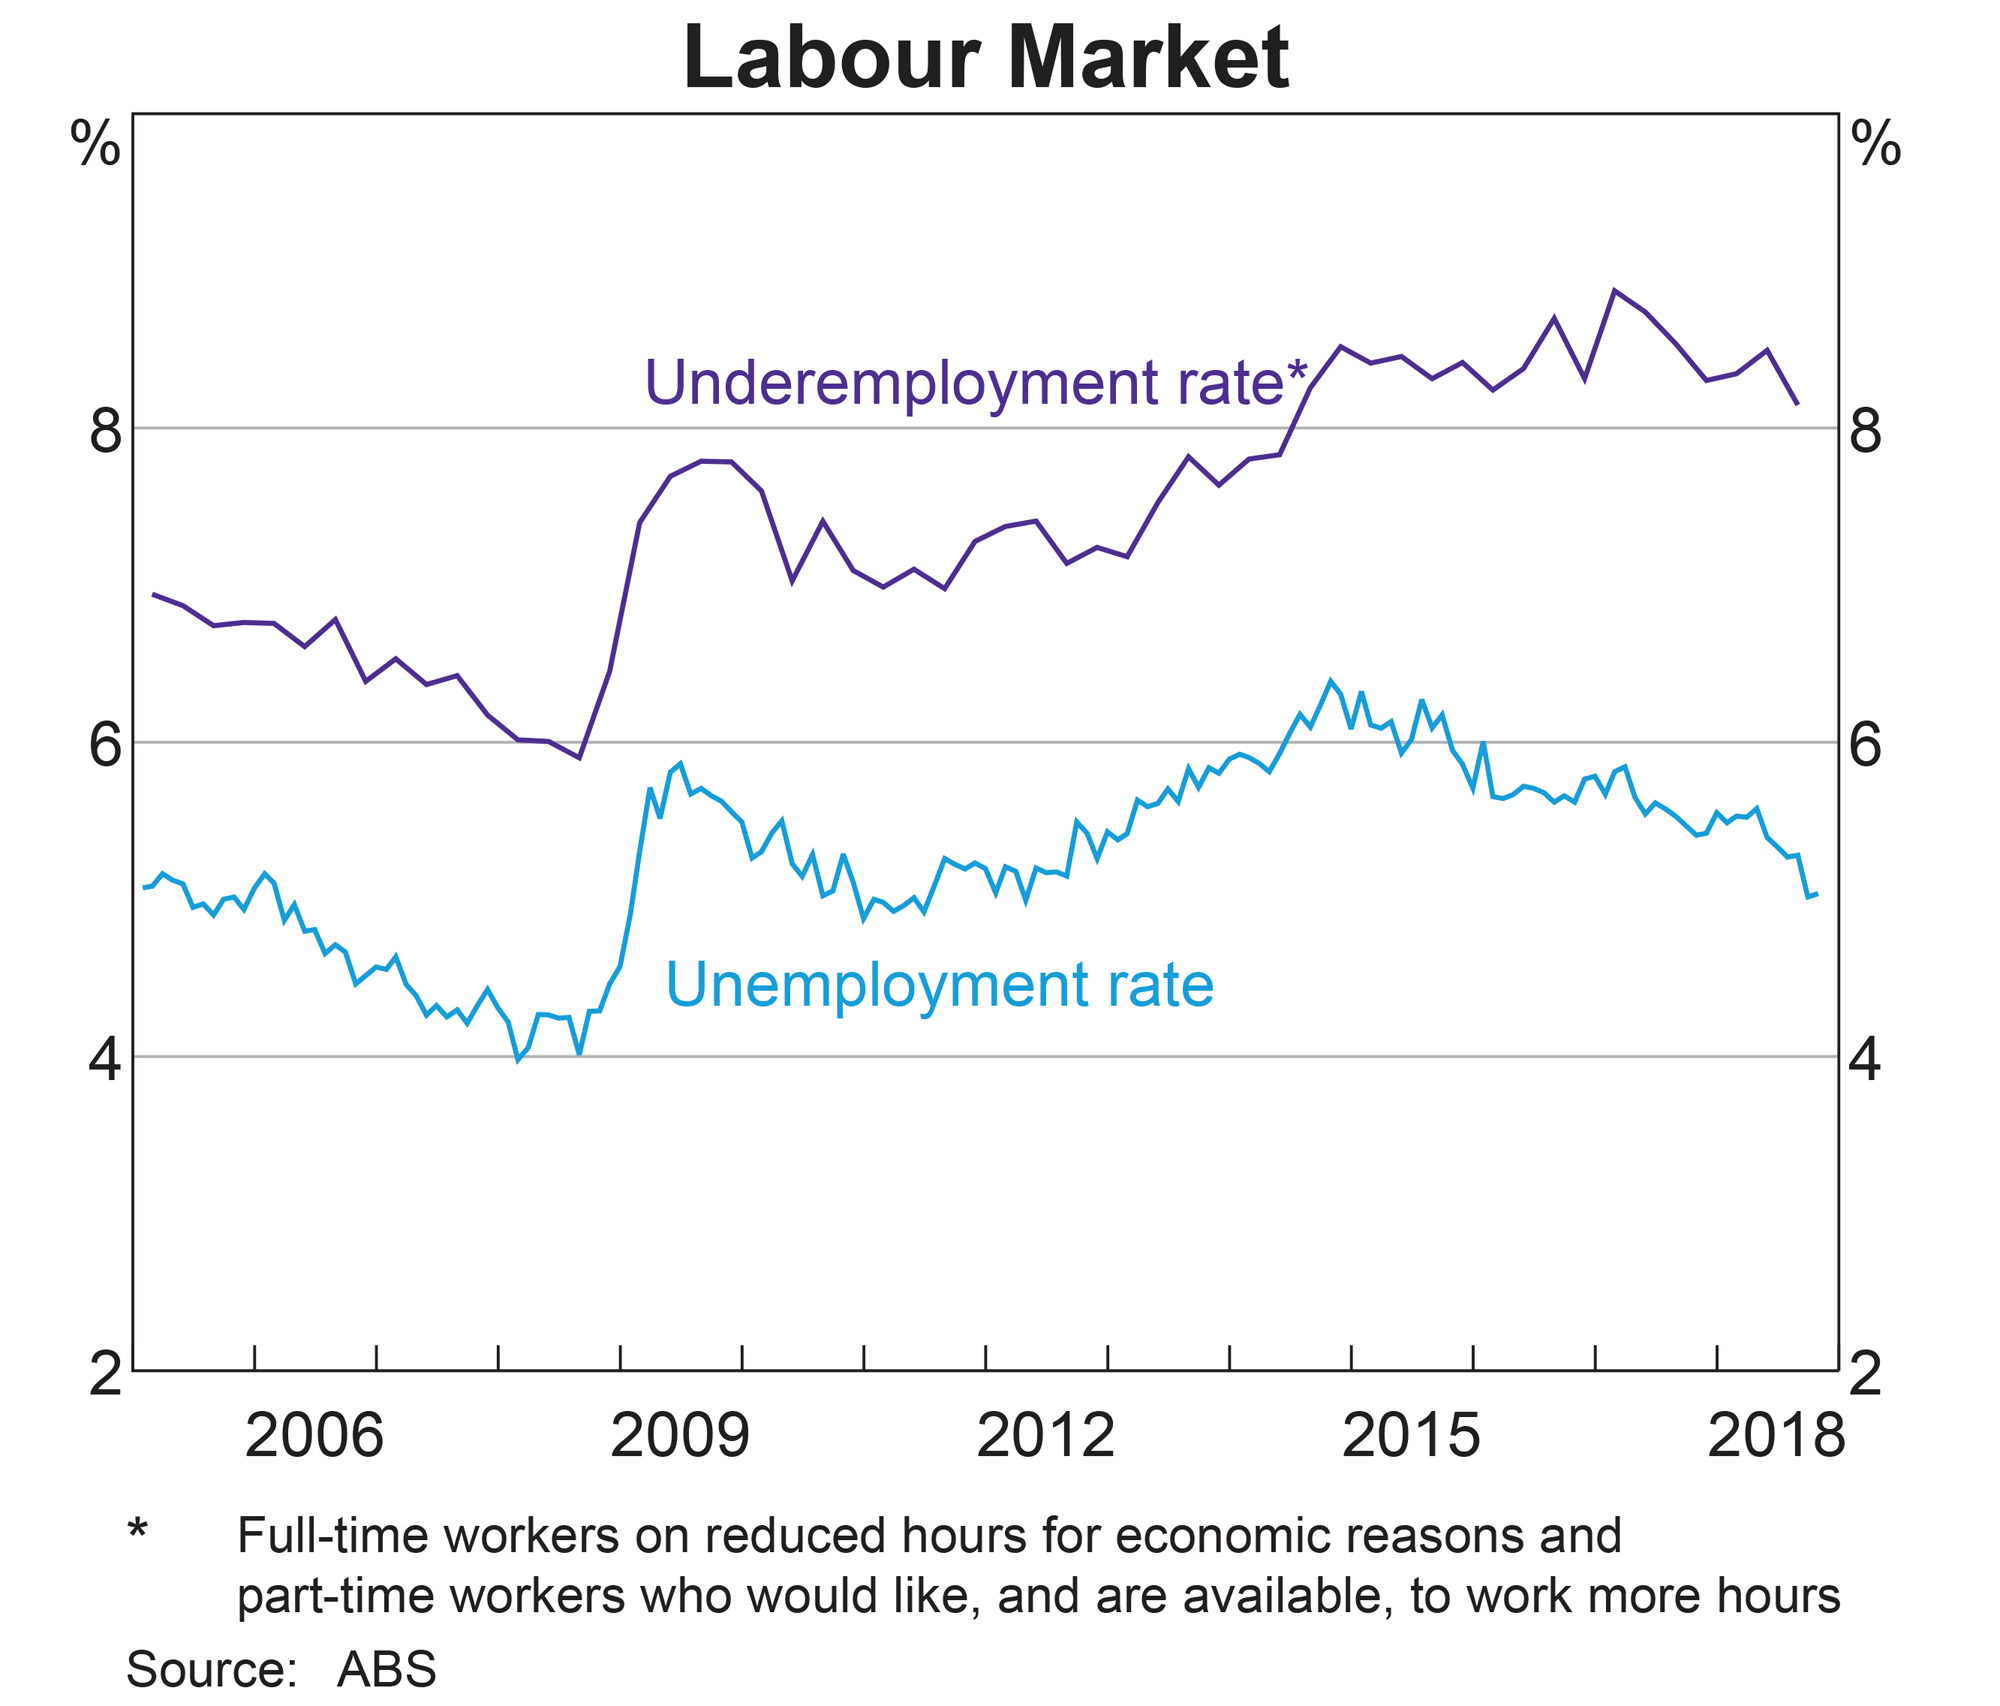 Labour Market
% %
Underemployment rate*
8 8
6 6
Unemployment rate
4 4
2 2
2006 2009 2012 2015 2018
* Full-time workers on reduced hours for economic reasons and
part-time workers who would like, and are available, to work more hours
Source: ABS